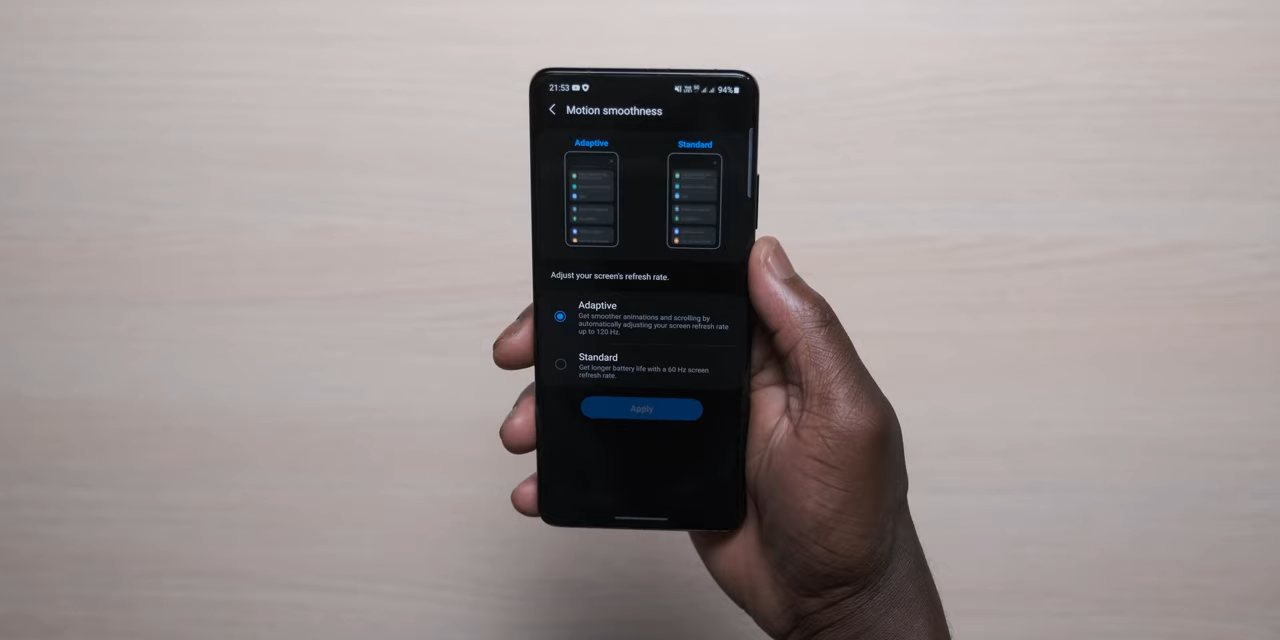 21:53 94%
Motion smoothness
Adaptive Standard
Adjust your screen's refresh rate.
Adaptive
Get smoother animations and scrolling by
automatically adjusting your screen refresh rate
up to 120 Hz.
Standard
Get longer battery life with a 60 Hz screen
refresh rate.
Apply